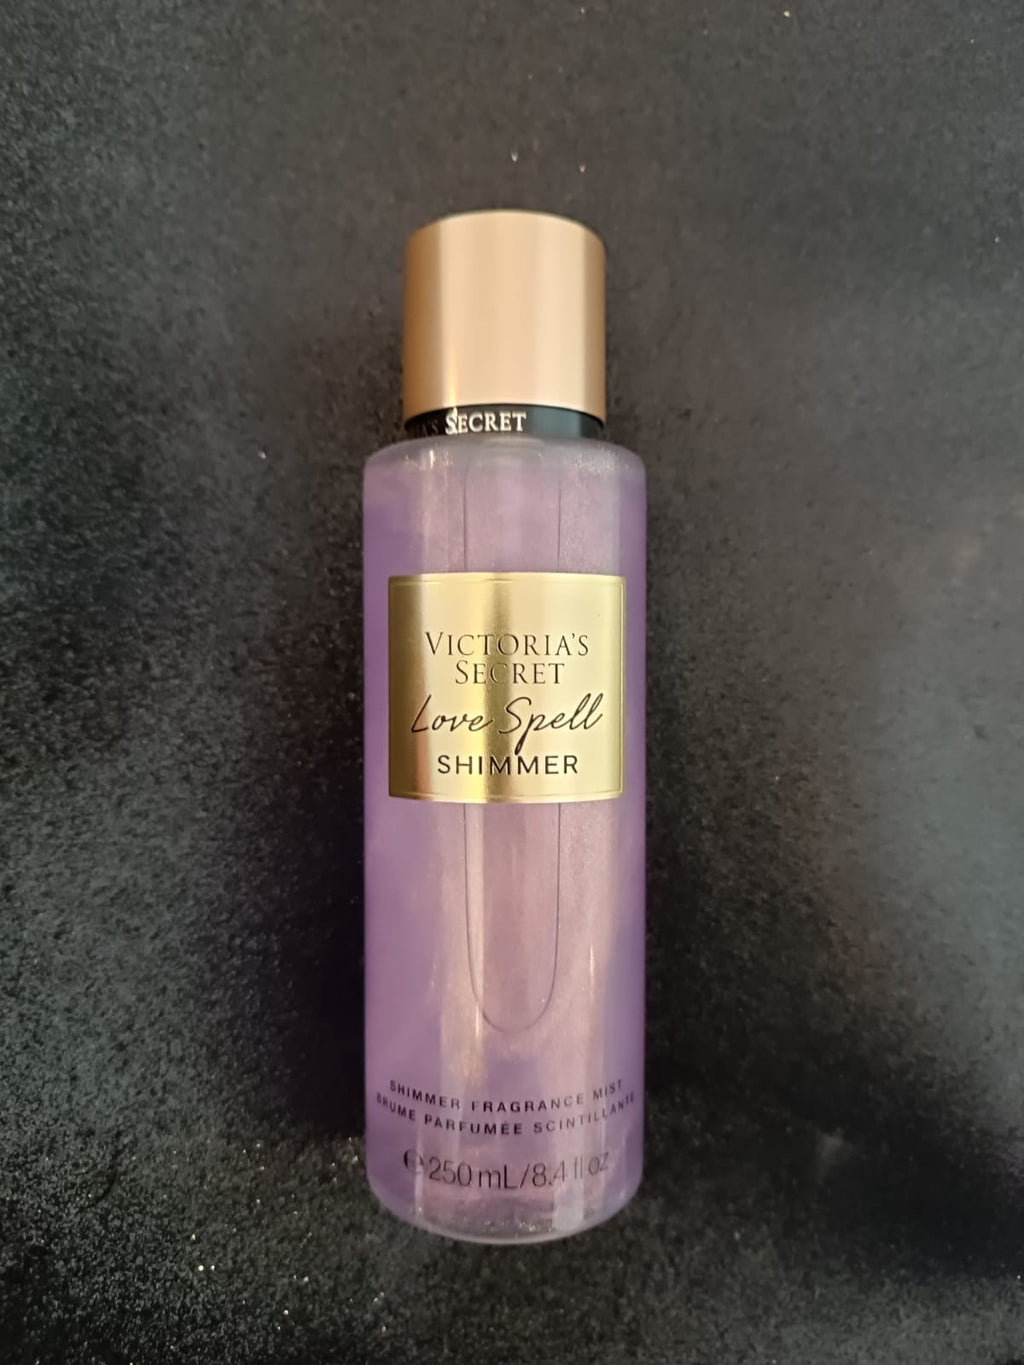 SECRET
VICTORIA'S
SECRET
Love Spell
SHIMMER
SHIMMER FRAGRANCE MIST
BRUME PARFUMÉE SCINTILLANTE
℮ 250 mL/8.4 fl oz